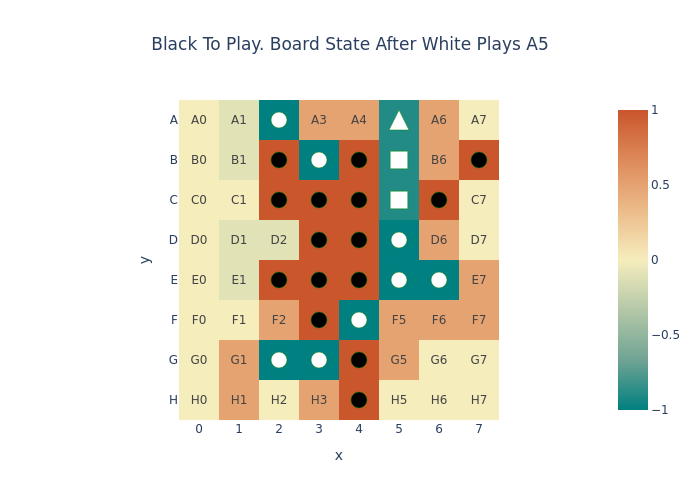 Black To Play. Board State After White Plays A5
A A0 A1 A3 A4 A6 A7
B B0 B1 B6
C C0 C1 C7
D D0 D1 D2 D6 D7
E E0 E1 E7
F F0 F1 F2 F5 F6 F7
G G0 G1 G5 G6 G7
H H0 H1 H2 H3 H5 H6 H7
0 1 2 3 4 5 6 7
x
y
1
0.5
0
−0.5
−1